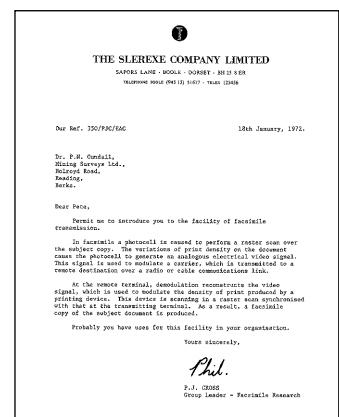 THE SLEREXE COMPANY LIMITED
SAPORS LANE - BOOLE - DORSET - BH 25 8 ER
TELEPHONE BOOLE (945 13) 51617 - TELEX 123456
Our Ref. 350/PJC/EAC 18th January, 1972.
Dr. P.N. Cundall,
Mining Surveys Ltd.,
Holroyd Road,
Reading,
Berks.
Dear Pete,
Permit me to introduce you to the facility of facsimile
transmission.
In facsimile a photocell is caused to perform a raster scan over
the subject copy. The variations of print density on the document
cause the photocell to generate an analogous electrical video signal.
This signal is used to modulate a carrier, which is transmitted to a
remote destination over a radio or cable communications link.
At the remote terminal, demodulation reconstructs the video
signal, which is used to modulate the density of print produced by a
printing device. This device is scanning in a raster scan synchronised
with that at the transmitting terminal. As a result, a facsimile
copy of the subject document is produced.
Probably you have uses for this facility in your organisation.
Yours sincerely,
Phil.
P.J. CROSS
Group Leader - Facsimile Research